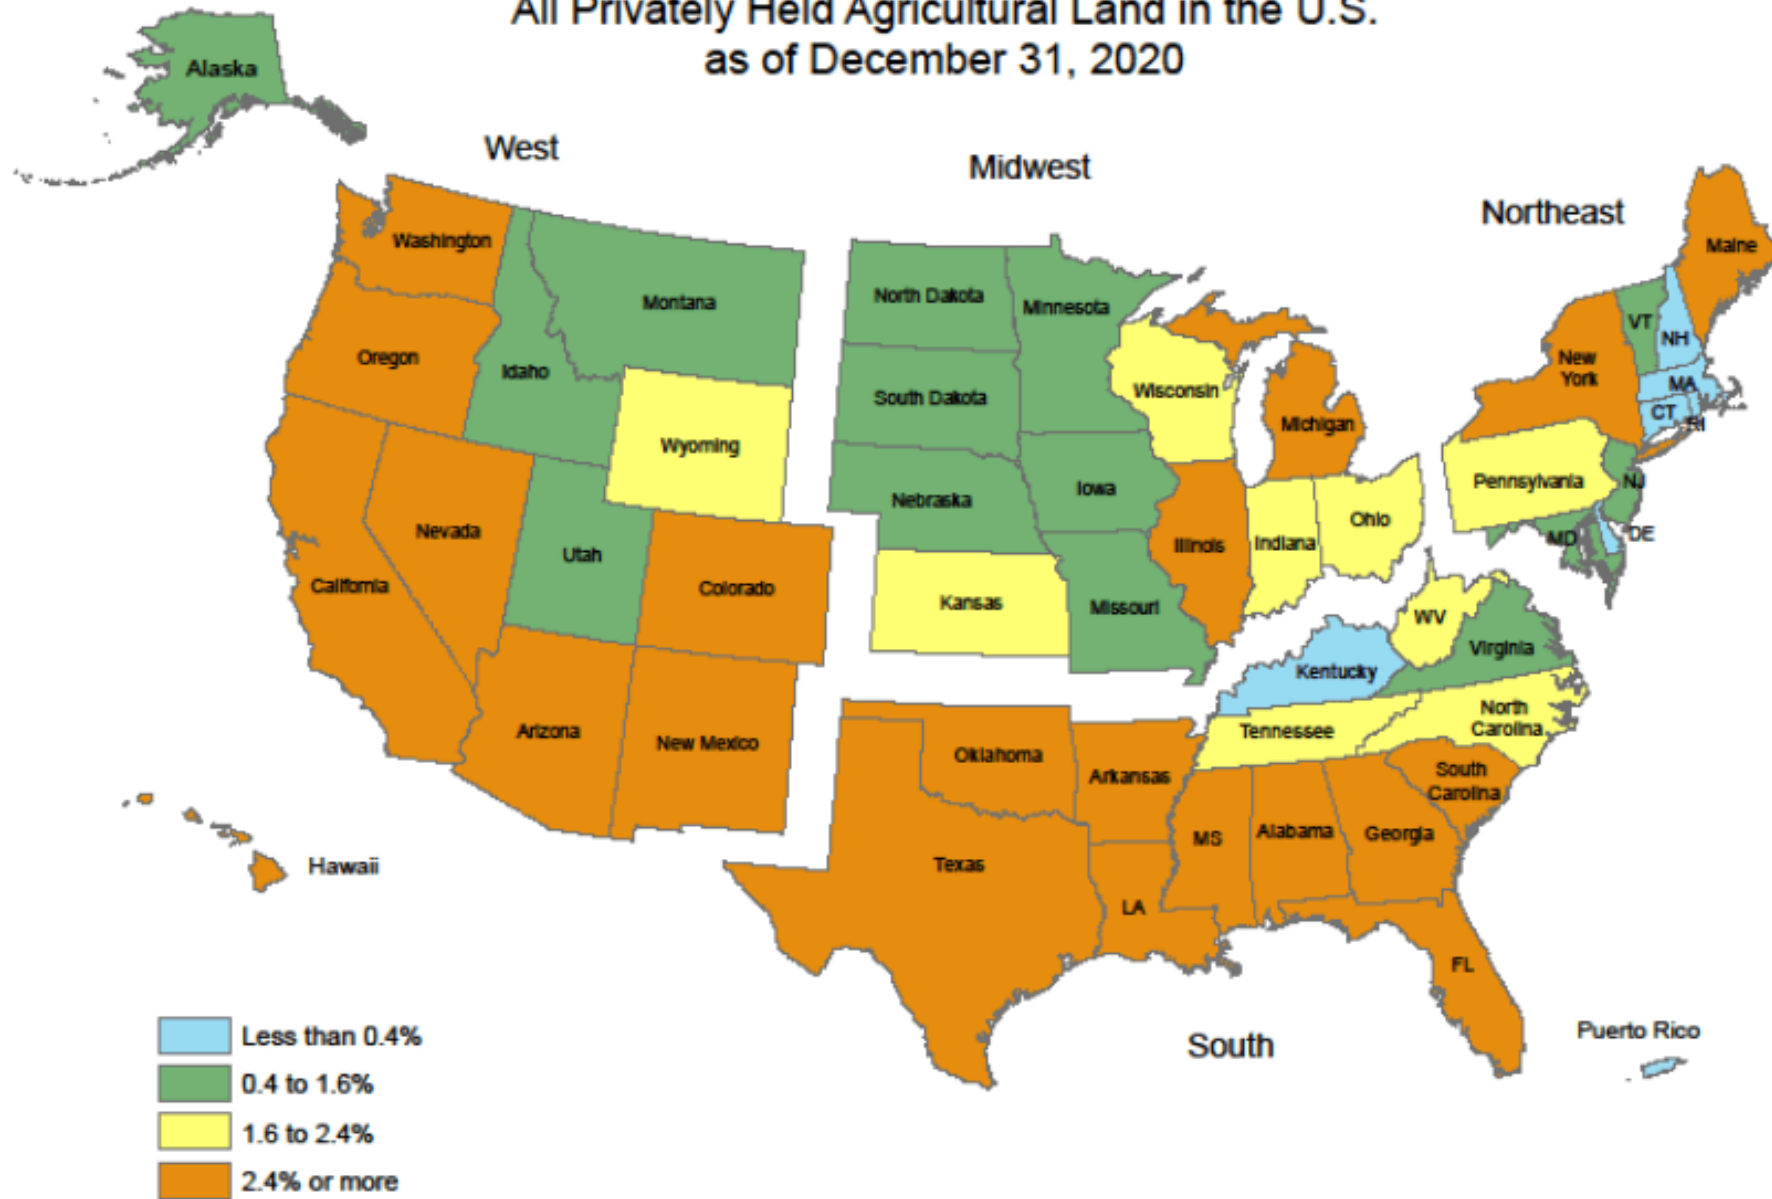 All Privately Held Agricultural Land in the U.S.
as of December 31, 2020
Alaska
West
Midwest
Northeast
Washington
Maine
Montana
North Dakota
Minnesota
VT
NH
Oregon
Idaho
New
York
South Dakota
Wisconsin
MA
CT
RI
Michigan
Wyoming
Pennsylvania
NJ
Nebraska
Iowa
Ohio
Nevada
Utah
Illinois
Indiana
MD
DE
California
Colorado
Kansas
Missouri
WV
Virginia
Kentucky
Arizona
New Mexico
Oklahoma
Arkansas
Tennessee
North
Carolina
South
Carolina
MS
Alabama
Georgia
Hawaii
Texas
LA
FL
South
Puerto Rico
Less than 0.4%
0.4 to 1.6%
1.6 to 2.4%
2.4% or more